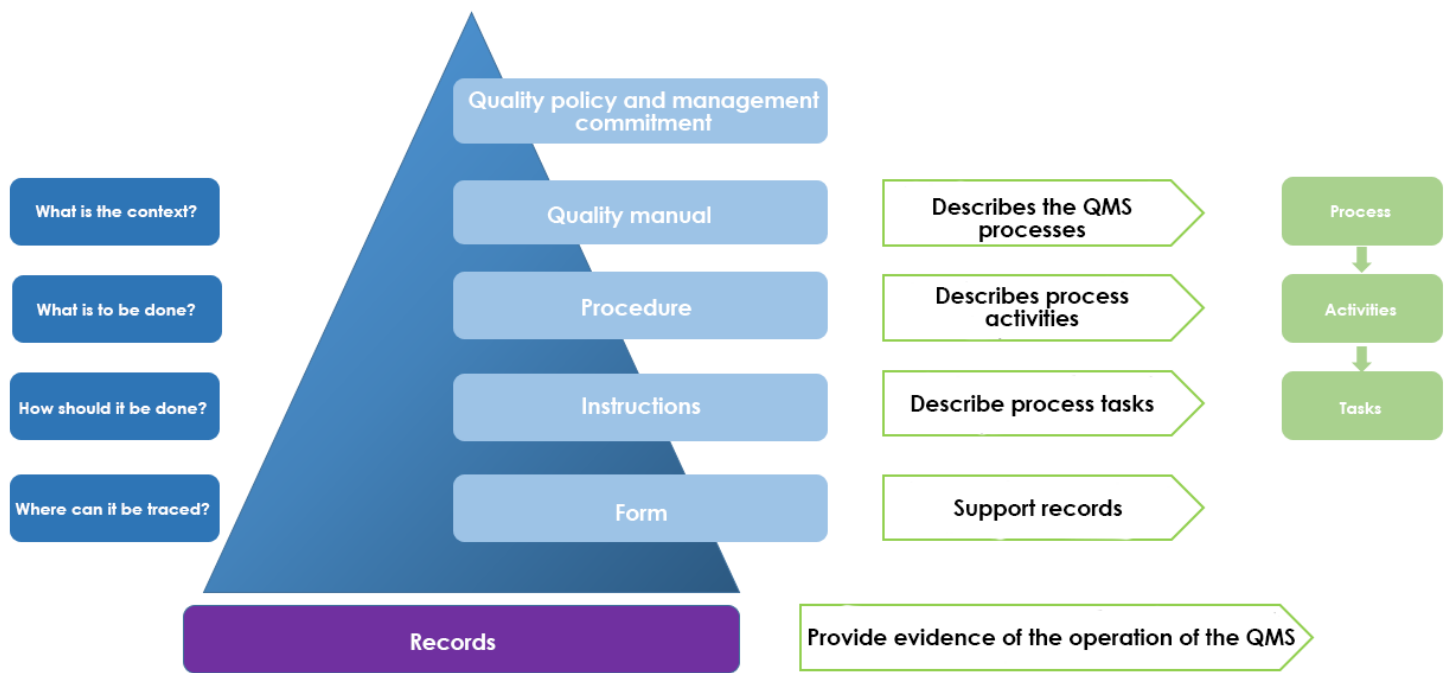 Quality policy and management
commitment
What is the context?
Quality manual
Describes the QMS
processes
Process
What is to be done?
Procedure
Describes process
activities
Activities
How should it be done?
Instructions
Describe process tasks
Tasks
Where can it be traced?
Form
Support records
Records
Provide evidence of the operation of the QMS